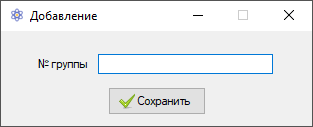 Добавление
№ группы
Сохранить